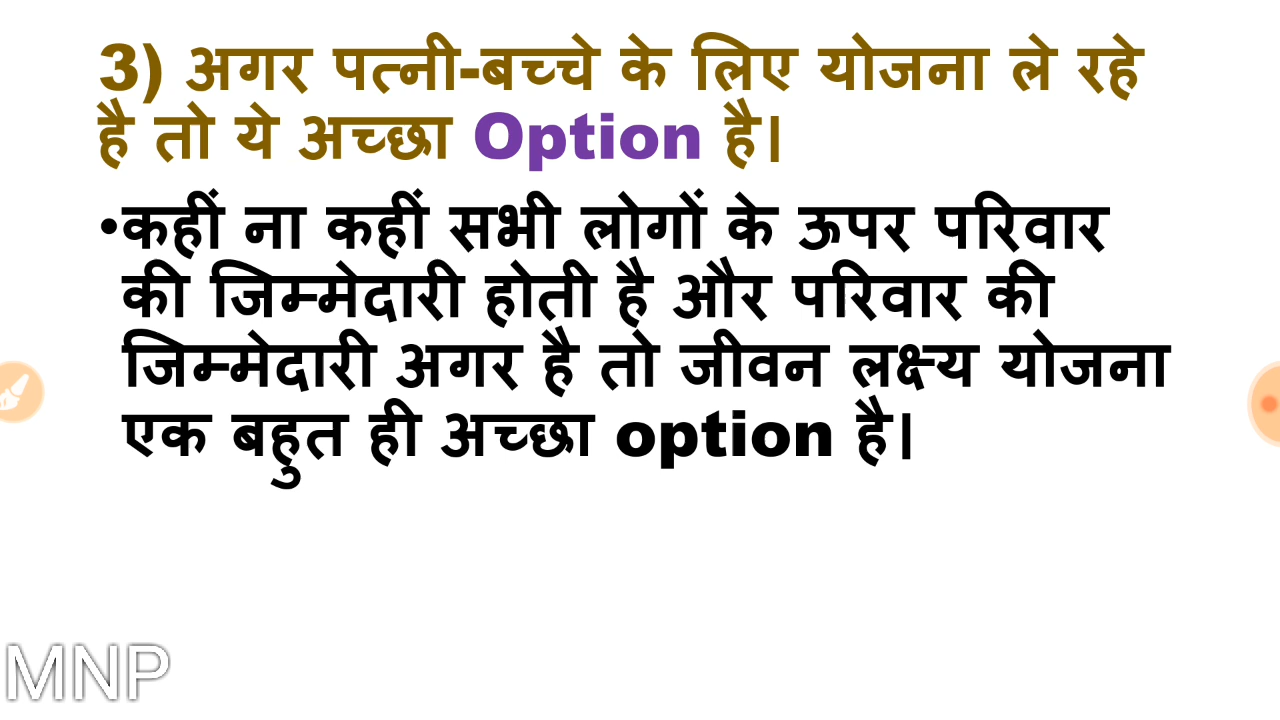 3) अगर पत्नी-बच्चे के लिए योजना ले रहे
है तो ये अच्छा Option है।
•कहीं ना कहीं सभी लोगों के ऊपर परिवार
की जिम्मेदारी होती है और परिवार की
जिम्मेदारी अगर है तो जीवन लक्ष्य योजना
एक बहुत ही अच्छा option है।
MNP